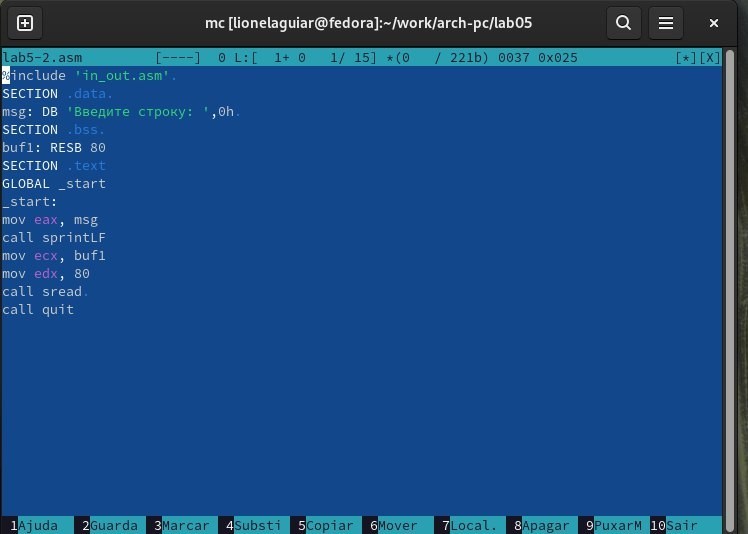 mc [lionelaguiar@fedora]:~/work/arch-pc/lab05
lab5-2.asm [----] 0 L:[ 1+ 0 1/ 15] *(0 / 221b) 0037 0x025 [*][X]
%include 'in_out.asm'.
SECTION .data.
msg: DB 'Введите строку: ',0h.
SECTION .bss.
buf1: RESB 80
SECTION .text
GLOBAL _start
_start:
mov eax, msg
call sprintLF
mov ecx, buf1
mov edx, 80
call sread.
call quit
1Ajuda 2Guarda 3Marcar 4Substi 5Copiar 6Mover 7Local. 8Apagar 9PuxarM 10Sair